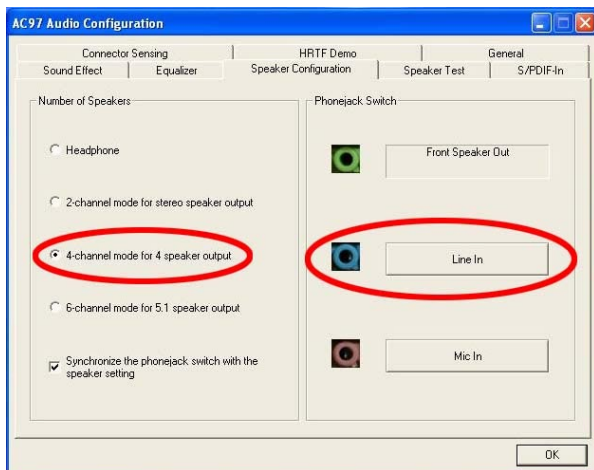 AC97 Audio Configuration
Connector Sensing
HRTF Demo
General
Sound Effect
Equalizer
Speaker Configuration
Speaker Test
S/PDIF-In
Number of Speakers
Headphone
2-channel mode for stereo speaker output
4-channel mode for 4 speaker output
6-channel mode for 5.1 speaker output
Synchronize the phonejack switch with the
speaker setting
Phonejack Switch
Front Speaker Out
Line In
Mic In
OK